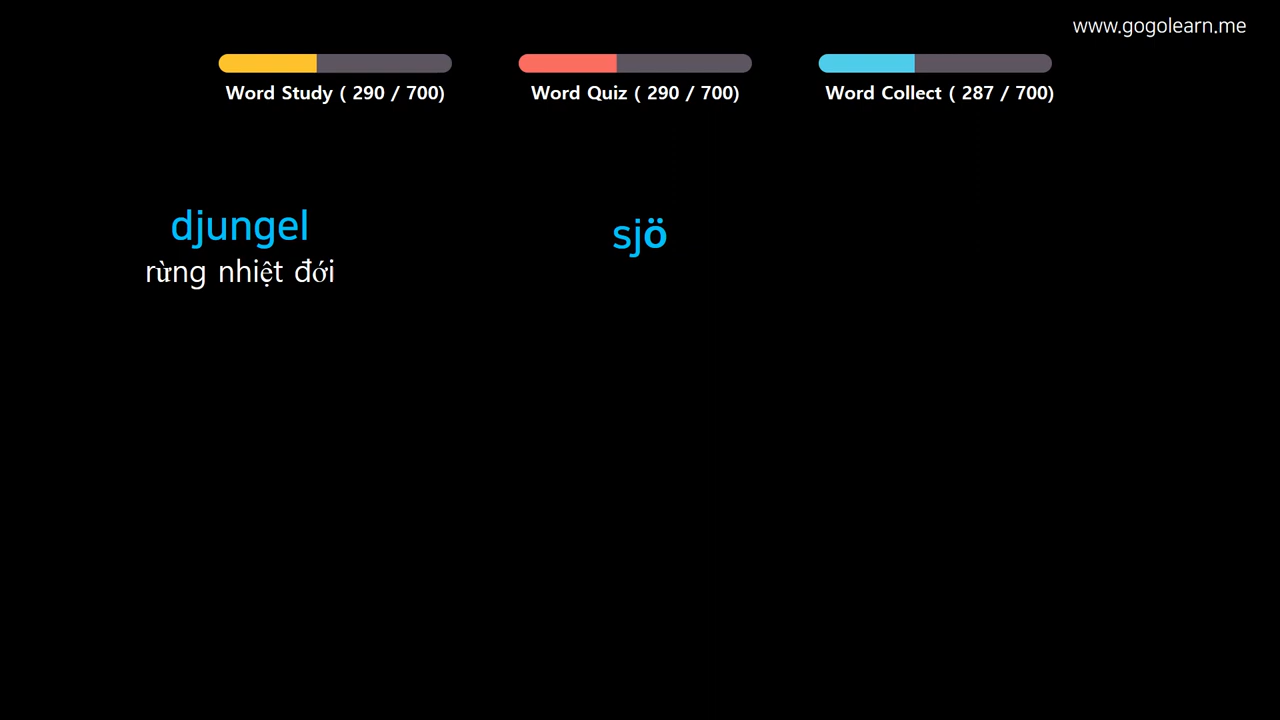 www.gogolearn.me
Word Study ( 290 / 700)
Word Quiz ( 290 / 700)
Word Collect ( 287 / 700)
djungel
rừng nhiệt đới
sjö